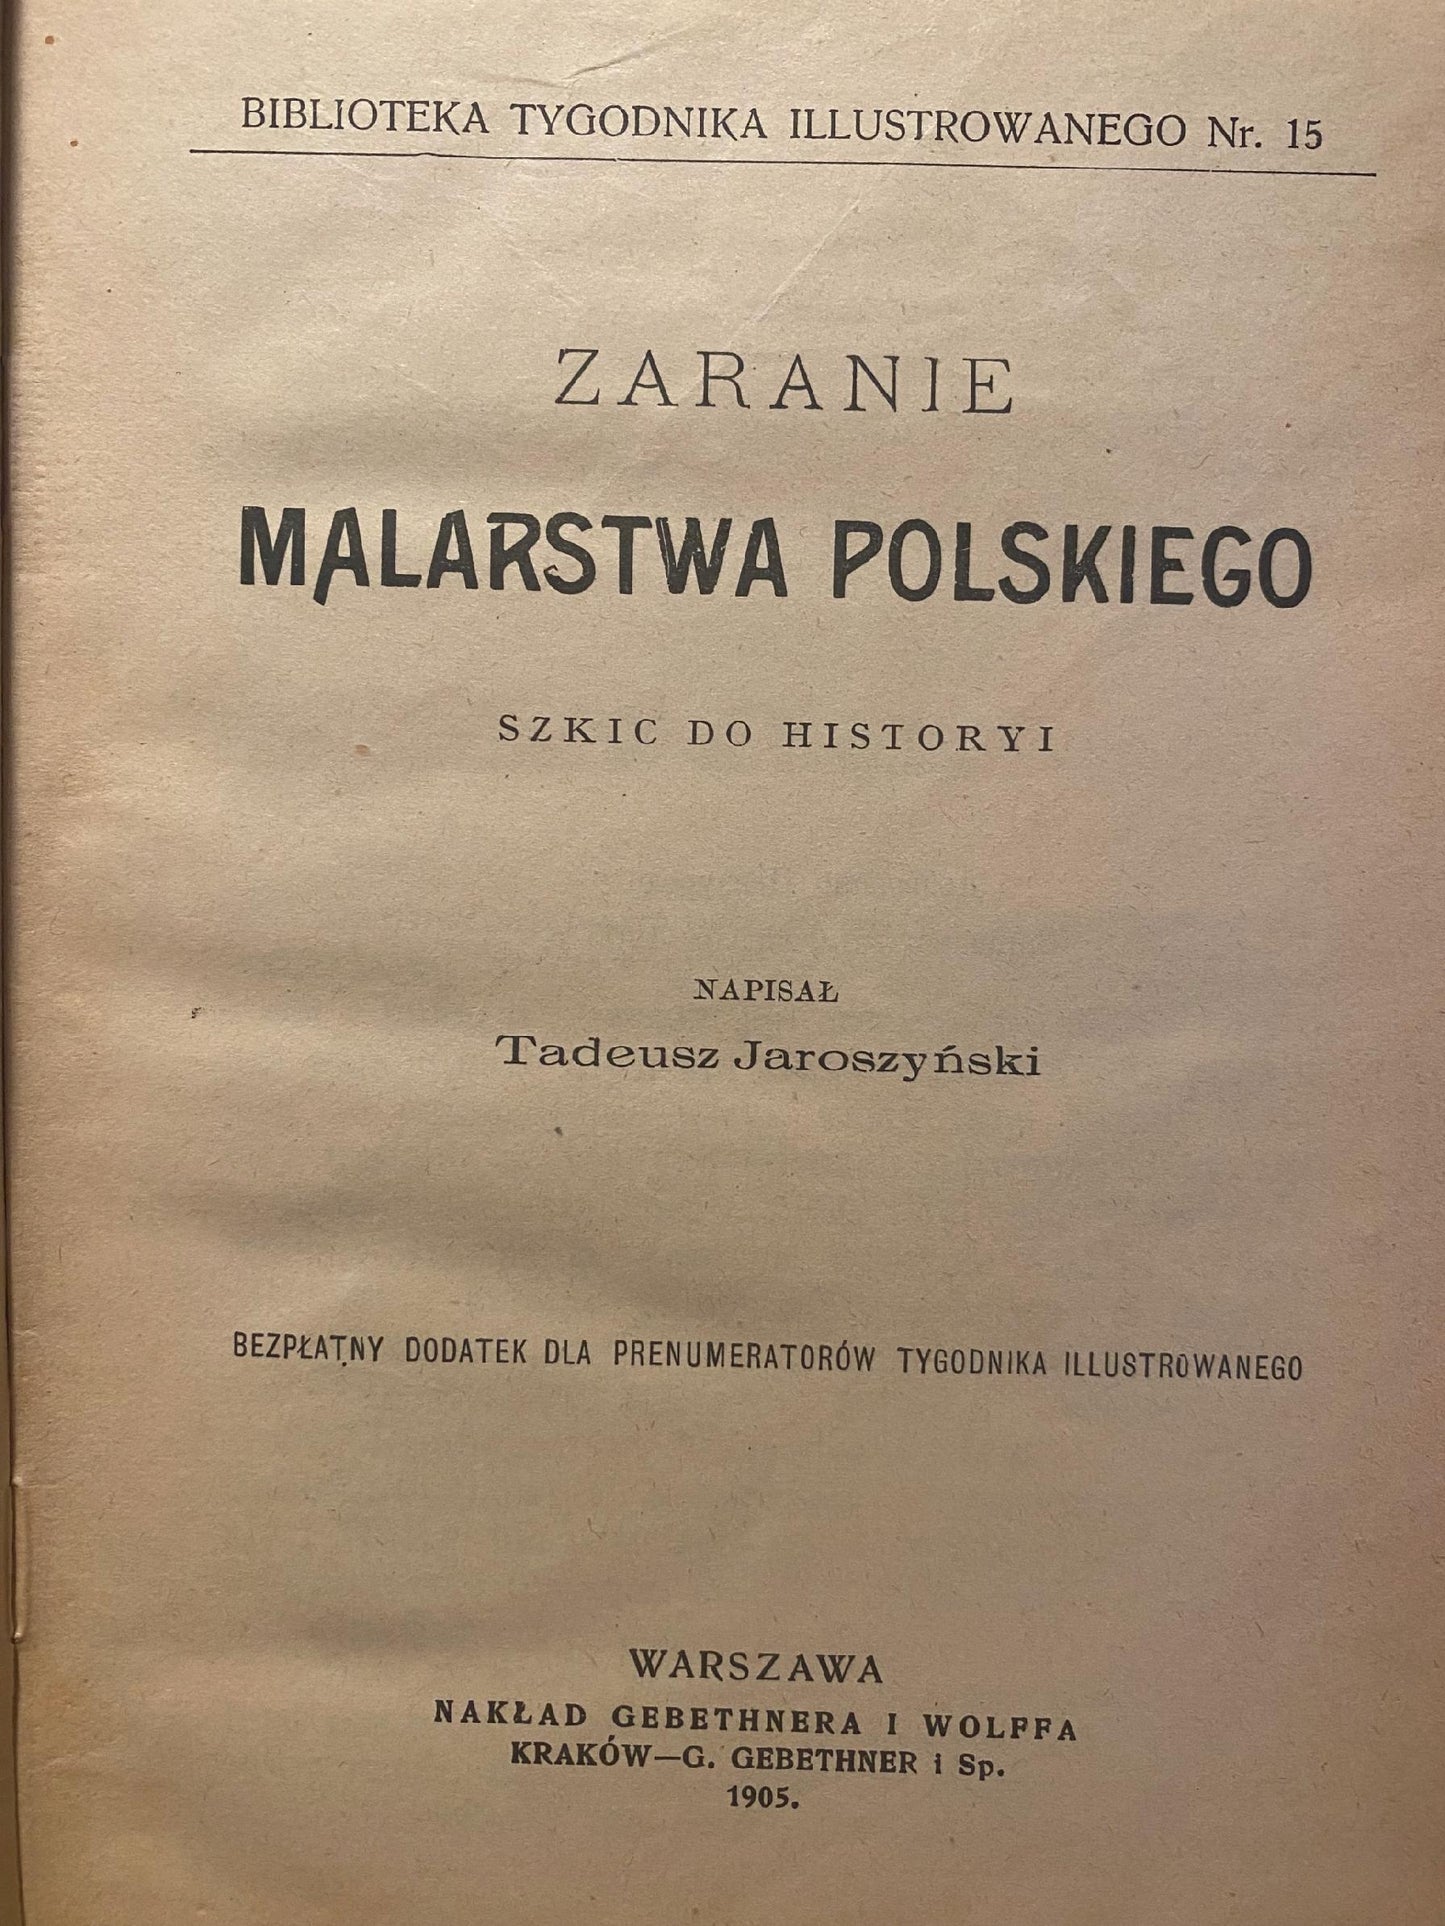 BIBLIOTEKA TYGODNIKA ILLUSTROWANEGO Nr. 15
ZARANIE
MALARSTWA POLSKIEGO
SZKIC DO HISTORYI
NAPISAŁ
Tadeusz Jaroszyński
BEZPŁATNY DODATEK DLA PRENUMERATORÓW TYGODNIKA ILLUSTROWANEGO
WARSZAWA
NAKŁAD GEBETHNERA I WOLFFA
KRAKÓW—G. GEBETHNER i Sp.
1905.